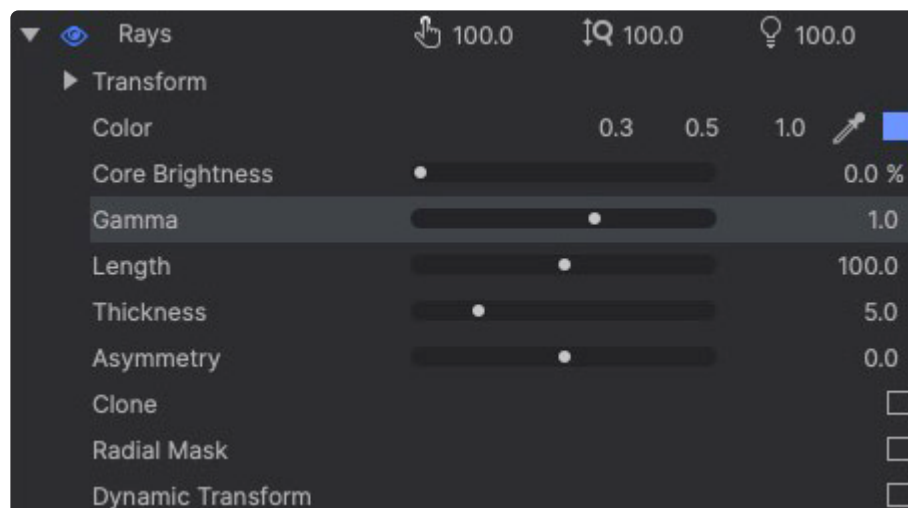 Rays 100.0 100.0 100.0
Transform
Color 0.3 0.5 1.0
Core Brightness 0.0 %
Gamma 1.0
Length 100.0
Thickness 5.0
Asymmetry 0.0
Clone
Radial Mask
Dynamic Transform